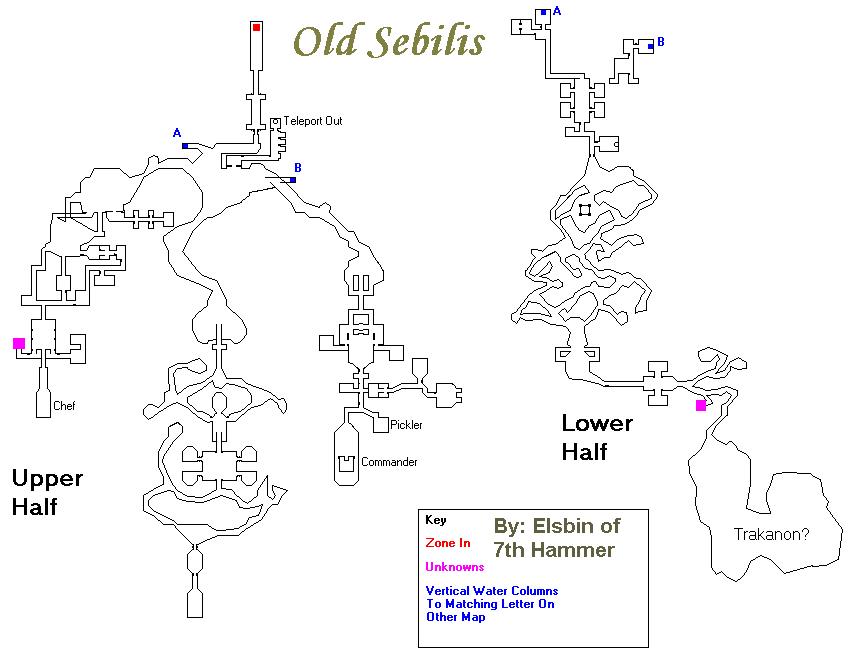 Old Sebilis
A
B
Teleport Out
A
B
Chef
Pickler
Commander
Upper
Half
Lower
Half
Trakanon?
Key
Zone In
Unknowns
Vertical Water Columns
To Matching Letter On
Other Map
By: Elsbin of
7th Hammer